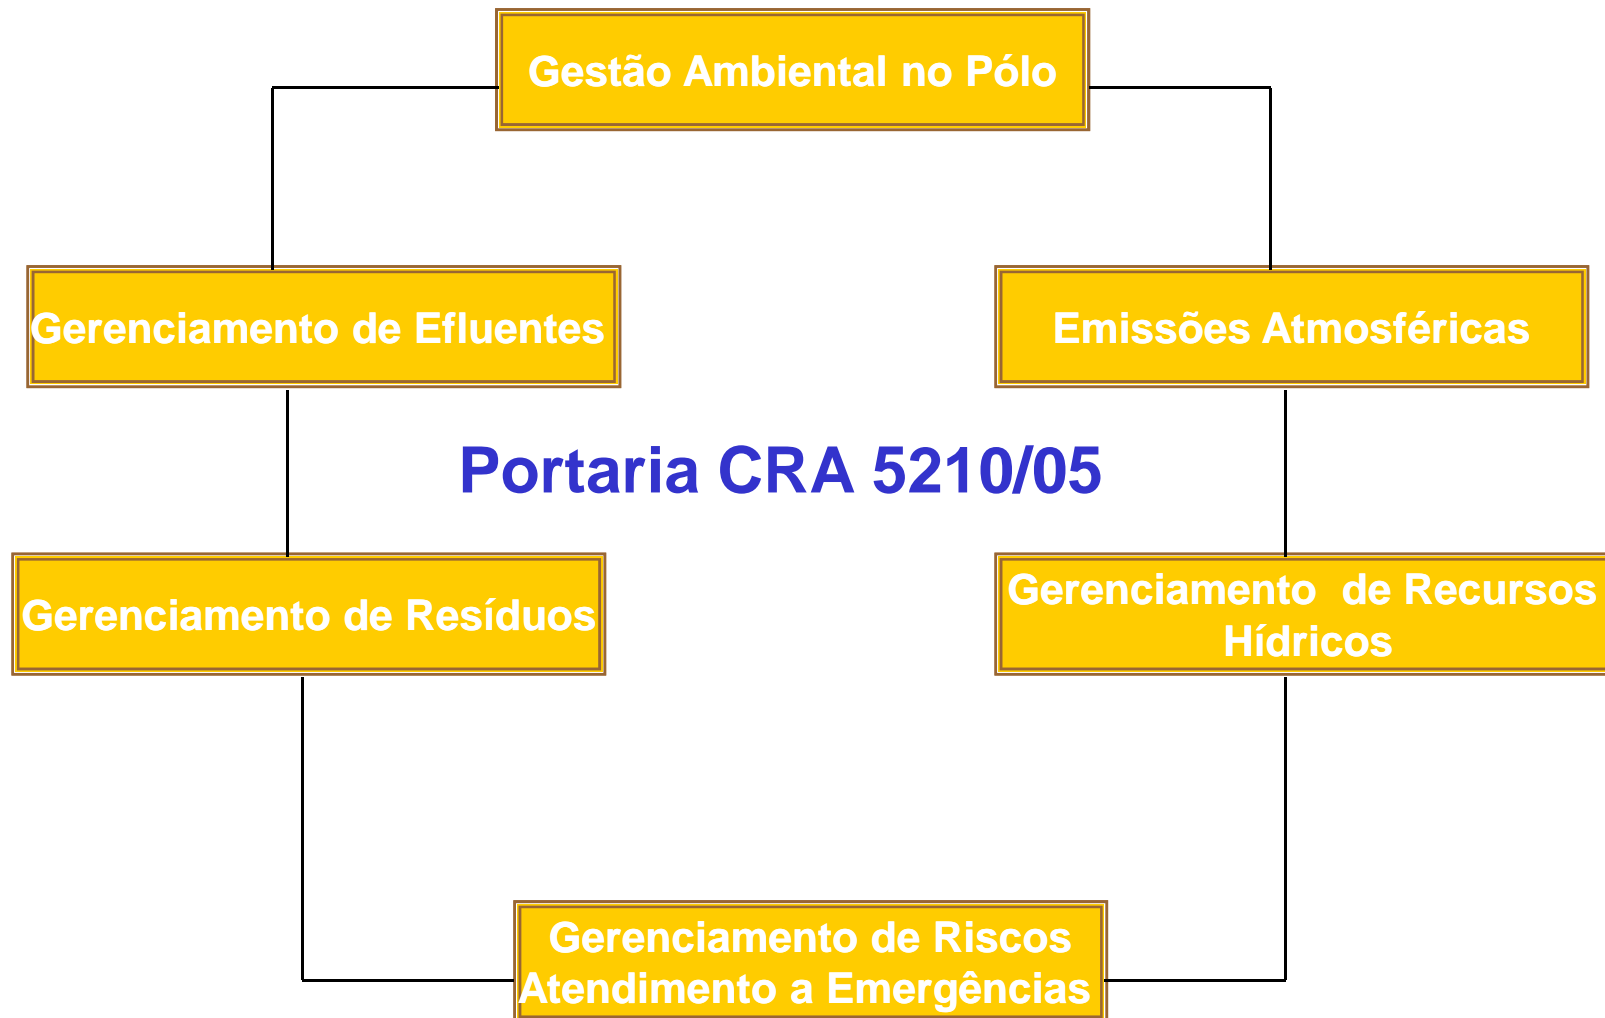 Gestão Ambiental no Pólo
Gerenciamento de Efluentes
Emissões Atmosféricas
Portaria CRA 5210/05
Gerenciamento de Resíduos
Gerenciamento  de Recursos
Hídricos
Gerenciamento de Riscos
Atendimento a Emergências